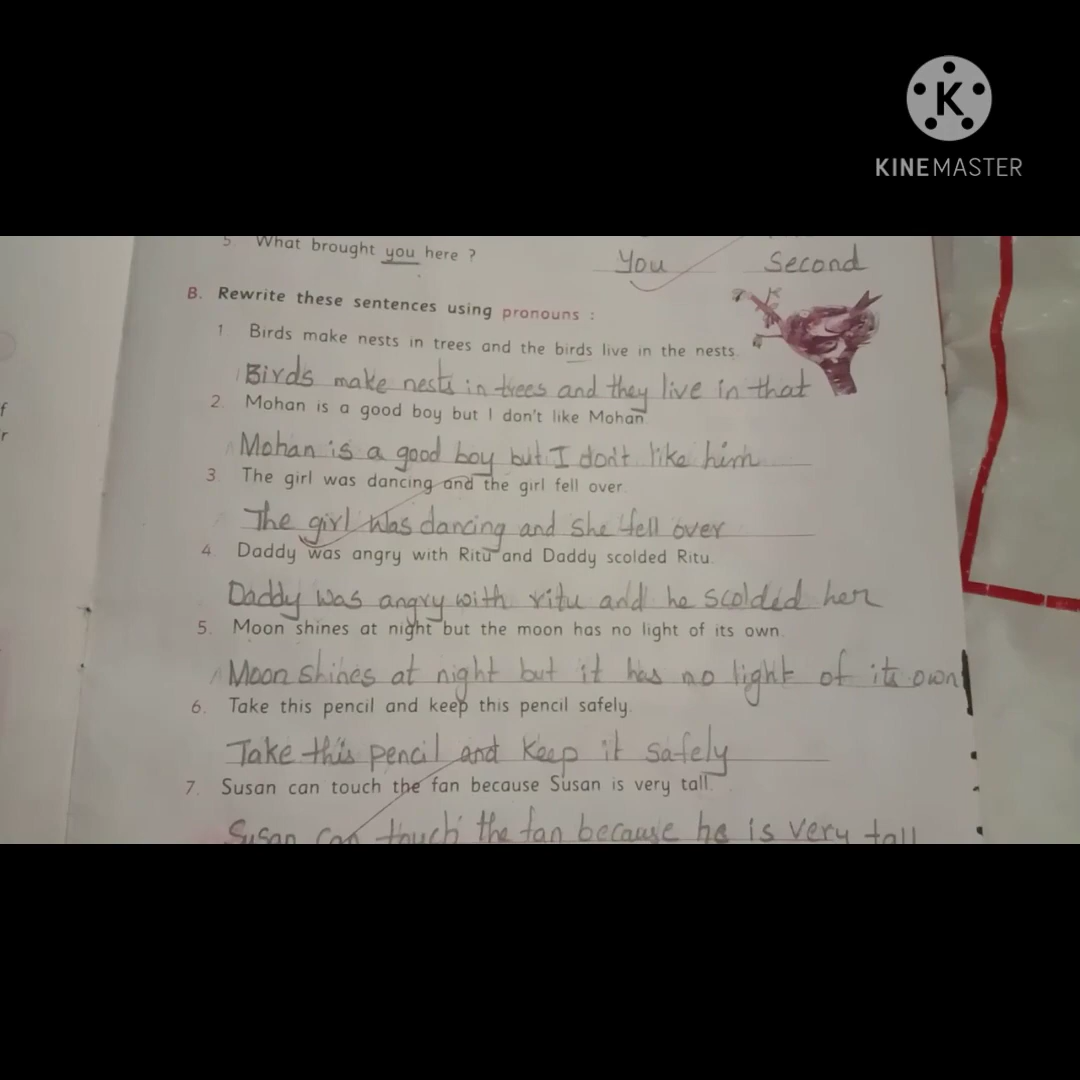 KINEMASTER
5 What brought you here ?
You Second
B. Rewrite these sentences using pronouns :
1 Birds make nests in trees and the birds live in the nests.
Birds make nests in trees and they live in that
2. Mohan is a good boy but I don't like Mohan.
Mohan is a good boy but I don't like him
3. The girl was dancing and the girl fell over.
The girl was dancing and she fell over
4. Daddy was angry with Ritu and Daddy scolded Ritu.
Daddy was angry with ritu and he scolded her
5. Moon shines at night but the moon has no light of its own.
Moon shines at night but it has no light of its own
6. Take this pencil and keep this pencil safely.
Take this pencil and keep it safely
7. Susan can touch the fan because Susan is very tall.
Susan can touch the fan because he is very tall
f
r